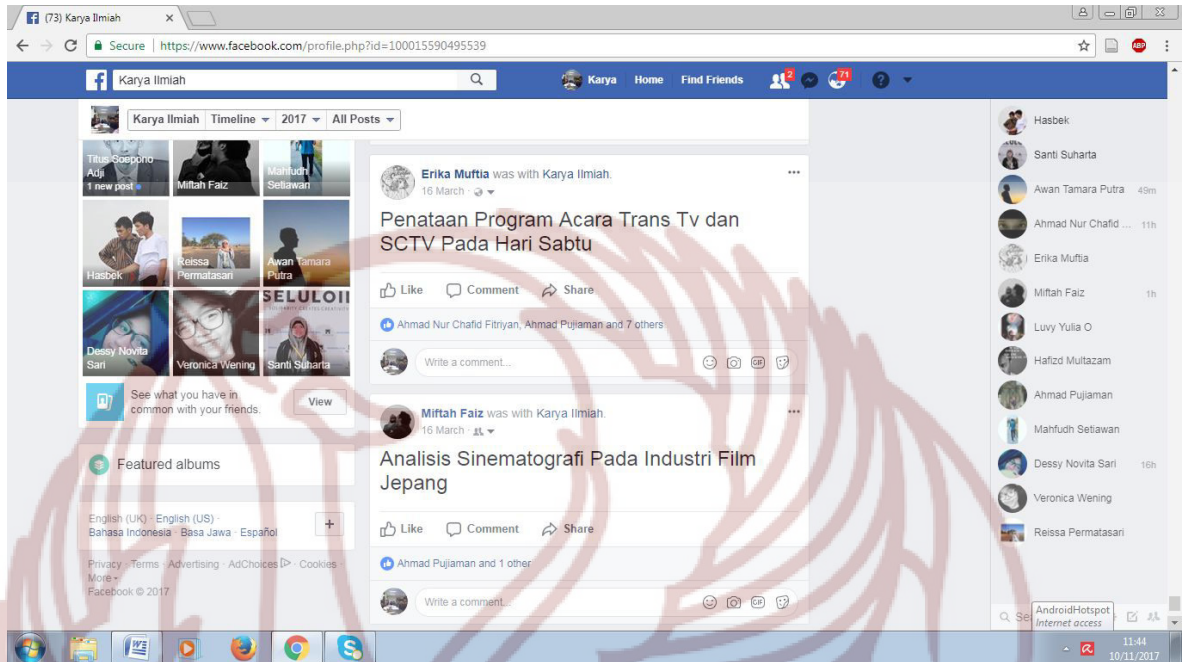 (73) Karya Ilmiah
Secure | https://www.facebook.com/profile.php?id=100015590495539
ABP
Karya Ilmiah
Karya Home Find Friends 2 71
Karya Ilmiah Timeline 2017 All Posts
Titus Soepono Adji
1 new post
Miftah Faiz
Mahfudh Setiawan
Hasbek
Reissa Permatasari
Awan Tamara Putra
SELULOI
Dessy Novita Sari
Veronica Wening
Santi Suharta
See what you have in
common with your friends.
View
Featured albums
English (UK) · English (US) ·
Bahasa Indonesia · Basa Jawa · Español
Privacy · Terms · Advertising · AdChoices · Cookies ·
More
Facebook © 2017
Erika Muftia was with Karya Ilmiah.
16 March ·
Penataan Program Acara Trans Tv dan
SCTV Pada Hari Sabtu
Like Comment Share
Ahmad Nur Chafid Fitriyan, Ahmad Pujiaman and 7 others
Write a comment...
GIF
Miftah Faiz was with Karya Ilmiah.
16 March ·
Analisis Sinematografi Pada Industri Film
Jepang
Like Comment Share
Ahmad Pujiaman and 1 other
Write a comment...
GIF
Hasbek
Santi Suharta
Awan Tamara Putra 49m
Ahmad Nur Chafid ... 11h
Erika Muftia
Miftah Faiz 1h
Luvy Yulia O
Hafizd Multazam
Ahmad Pujiaman
Mahfudh Setiawan
Dessy Novita Sari 16h
Veronica Wening
Reissa Permatasari
AndroidHotspot
Internet access
11:44
10/11/2017